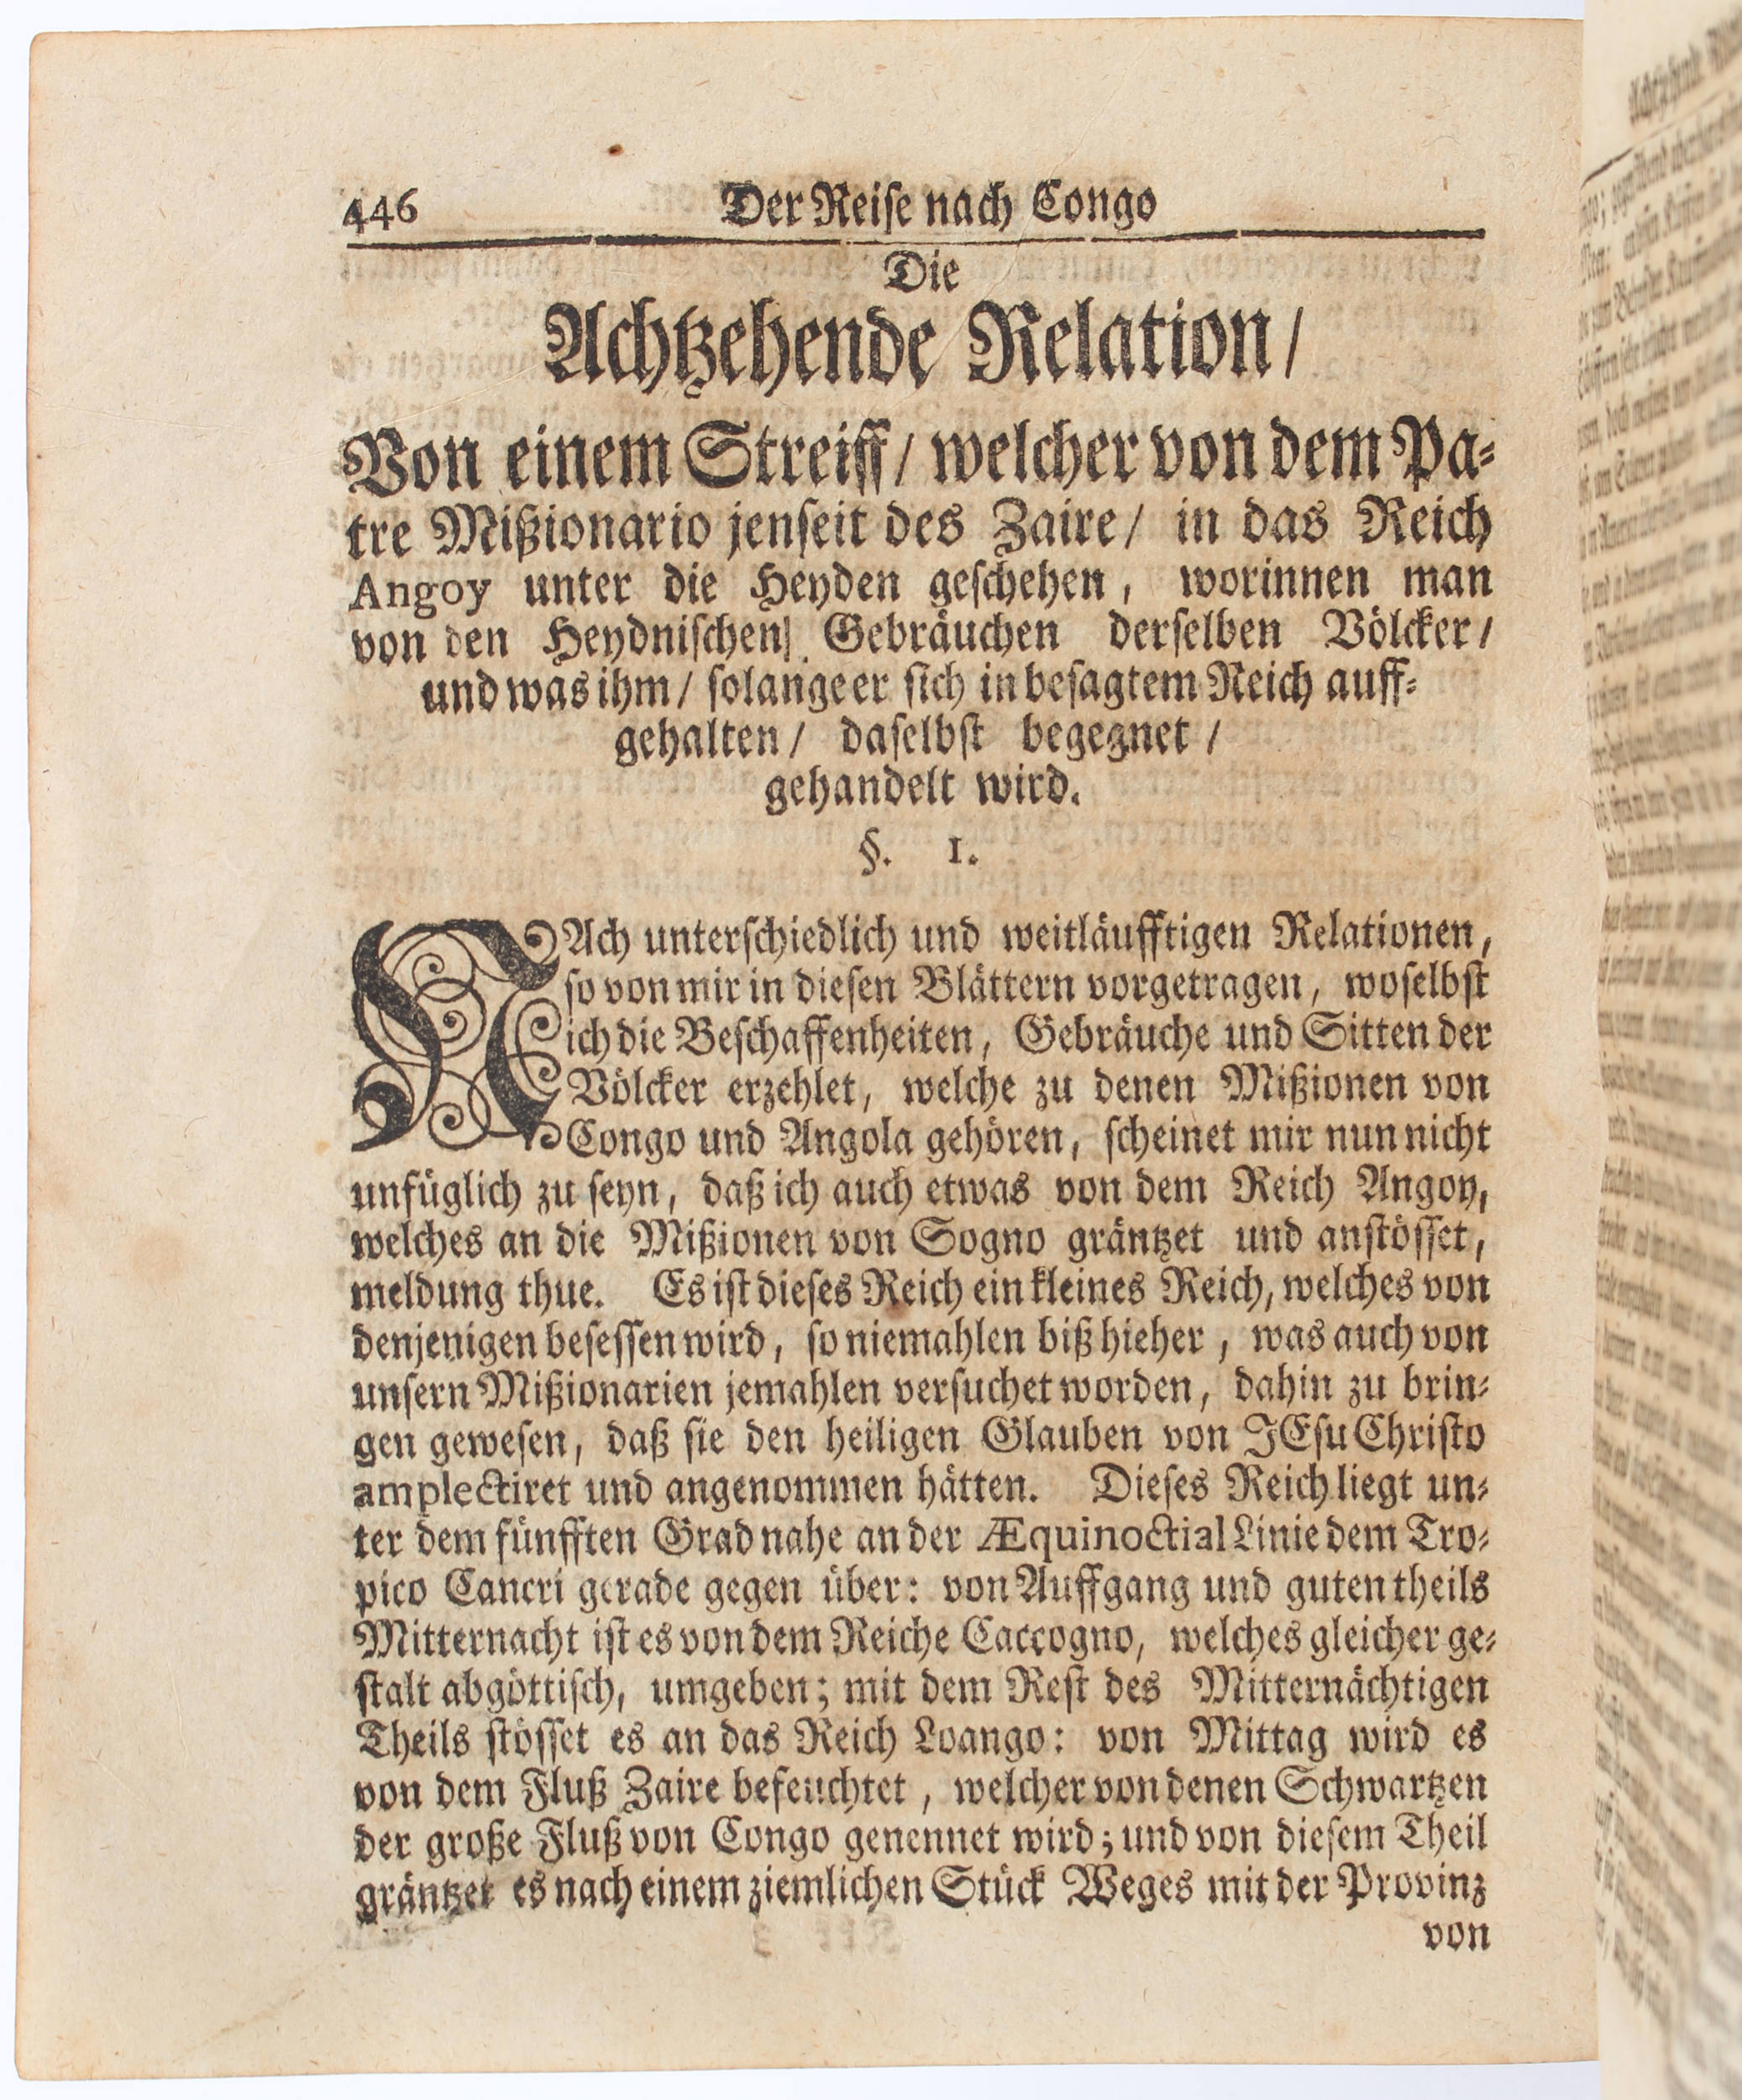 446 Der Reiſe nach Congo
Die
Achtzehende Relation /
Von einem Streiff / welcher von dem Pa-
tre Mißionario jenſeit des Zaire / in das Reich
Angoy unter die Heyden geſchehen, worinnen man
von den Heydniſchen Gebräuchen derſelben Völcker /
und was ihm / ſolange er ſich in beſagtem Reich auff-
gehalten / daſelbſt begegnet /
gehandelt wird.
§. 1.
NAch unterſchiedlich und weitläufftigen Relationen,
ſo von mir in dieſen Blättern vorgetragen, woſelbſt
ich die Beſchaffenheiten, Gebräuche und Sitten der
Völcker erzehlet, welche zu denen Mißionen von
Congo und Angola gehören, ſcheinet mir nun nicht
unfüglich zu ſeyn, daß ich auch etwas von dem Reich Angoy,
welches an die Mißionen von Sogno gräntzet und anſtöſſet,
meldung thue. Es iſt dieſes Reich ein kleines Reich, welches von
denjenigen beſeſſen wird, ſo niemahlen biß hieher, was auch von
unſern Mißionarien jemahlen verſuchet worden, dahin zu brin-
gen geweſen, daß ſie den heiligen Glauben von JEſu Chriſto
amplectiret und angenommen hätten. Dieſes Reich liegt un-
ter dem fünfften Grad nahe an der Æquinoctial Linie dem Tro-
pico Cancri gerade gegen über: von Auffgang und guten theils
Mitternacht iſt es von dem Reiche Caccogno, welches gleicher ge-
ſtalt abgöttiſch, umgeben; mit dem Reſt des Mitternächtigen
Theils ſtöſſet es an das Reich Loango: von Mittag wird es
von dem Fluß Zaire befeuchtet, welcher von denen Schwartzen
der große Fluß von Congo genennet wird; und von dieſem Theil
gräntzet es nach einem ziemlichen Stück Weges mit der Provinz
von